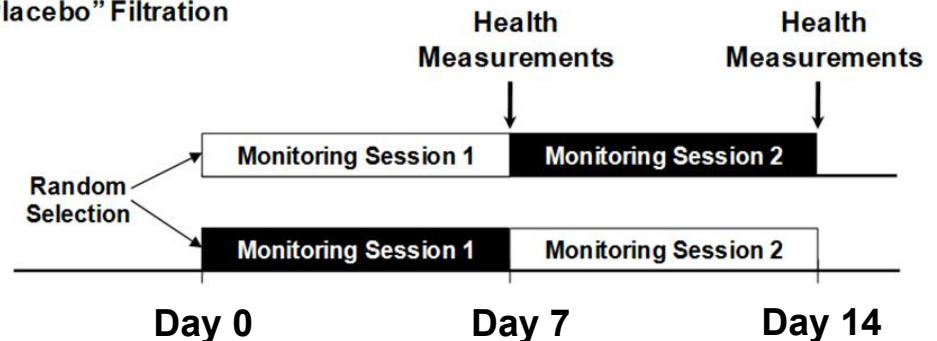 lacebo” Filtration
Health
Measurements
Health
Measurements
Monitoring Session 1
Monitoring Session 2
Random
Selection
Monitoring Session 1
Monitoring Session 2
Day 0
Day 7
Day 14